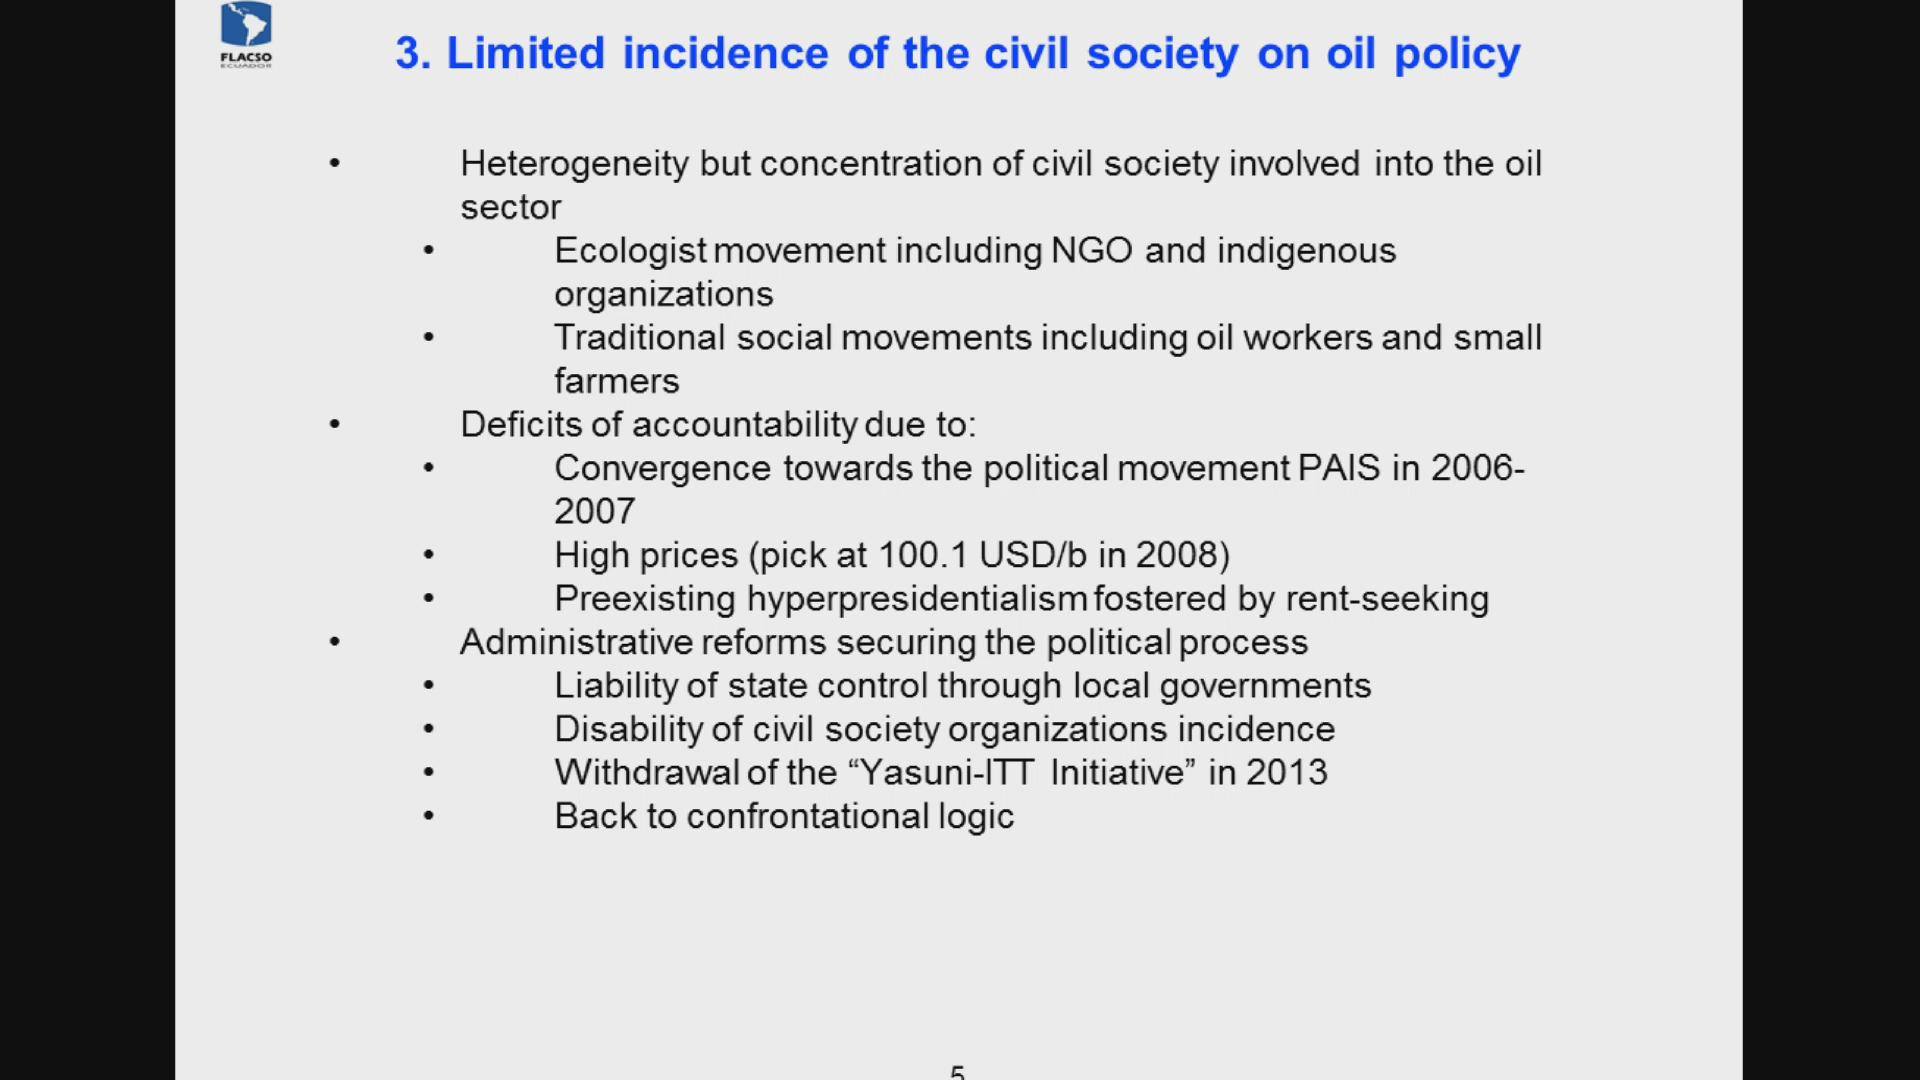 FLACSO
ECUADOR
3. Limited incidence of the civil society on oil policy
• Heterogeneity but concentration of civil society involved into the oil
sector
• Ecologist movement including NGO and indigenous
organizations
• Traditional social movements including oil workers and small
farmers
• Deficits of accountability due to:
• Convergence towards the political movement PAIS in 2006-
2007
• High prices (pick at 100.1 USD/b in 2008)
• Preexisting hyperpresidentialism fostered by rent-seeking
• Administrative reforms securing the political process
• Liability of state control through local governments
• Disability of civil society organizations incidence
• Withdrawal of the “Yasuni-ITT Initiative” in 2013
• Back to confrontational logic
5